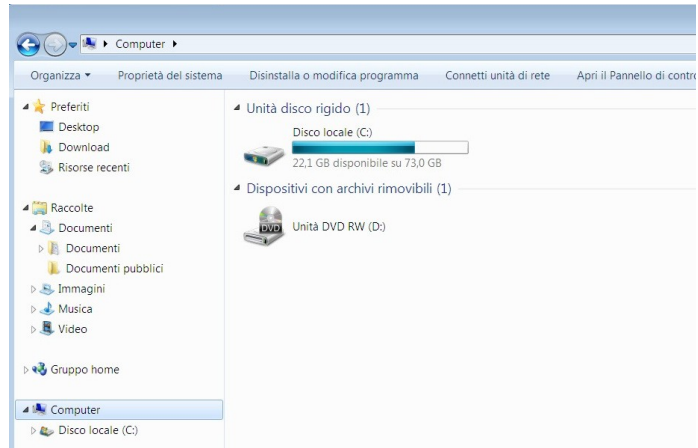 Computer
Organizza Proprietà del sistema Disinstalla o modifica programma Connetti unità di rete Apri il Pannello di contro
Preferiti
Desktop
Download
Risorse recenti
Raccolte
Documenti
Documenti
Documenti pubblici
Immagini
Musica
Video
Gruppo home
Computer
Disco locale (C:)
Unità disco rigido (1)
Disco locale (C:)
22,1 GB disponibile su 73,0 GB
Dispositivi con archivi rimovibili (1)
DVD
Unità DVD RW (D:)